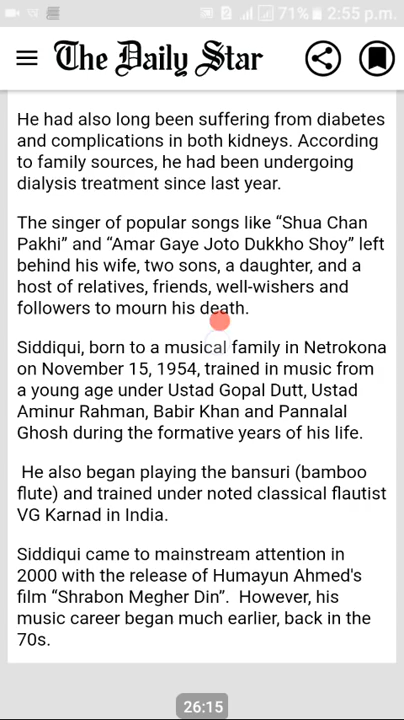 71% 2:55 p.m.
The Daily Star
He had also long been suffering from diabetes
and complications in both kidneys. According
to family sources, he had been undergoing
dialysis treatment since last year.
The singer of popular songs like “Shua Chan
Pakhi” and “Amar Gaye Joto Dukkho Shoy” left
behind his wife, two sons, a daughter, and a
host of relatives, friends, well-wishers and
followers to mourn his death.
Siddiqui, born to a musical family in Netrokona
on November 15, 1954, trained in music from
a young age under Ustad Gopal Dutt, Ustad
Aminur Rahman, Babir Khan and Pannalal
Ghosh during the formative years of his life.
He also began playing the bansuri (bamboo
flute) and trained under noted classical flautist
VG Karnad in India.
Siddiqui came to mainstream attention in
2000 with the release of Humayun Ahmed's
film “Shrabon Megher Din”.  However, his
music career began much earlier, back in the
70s.
26:15